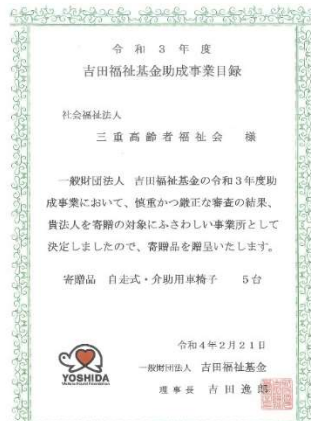 令和3年度
吉田福祉基金助成事業目録
社会福祉法人
三重高齢者福祉会 様
一般財団法人 吉田福祉基金の令和3年度助
成事業において、慎重かつ厳正な審査の結果、
貴法人を寄贈の対象にふさわしい事業所として
決定しましたので、寄贈品を贈呈いたします。
寄贈品 自走式・介助用車椅子 5台
令和4年2月21日
一般財団法人 吉田福祉基金
理事長 吉田逸郎
YOSHIDA